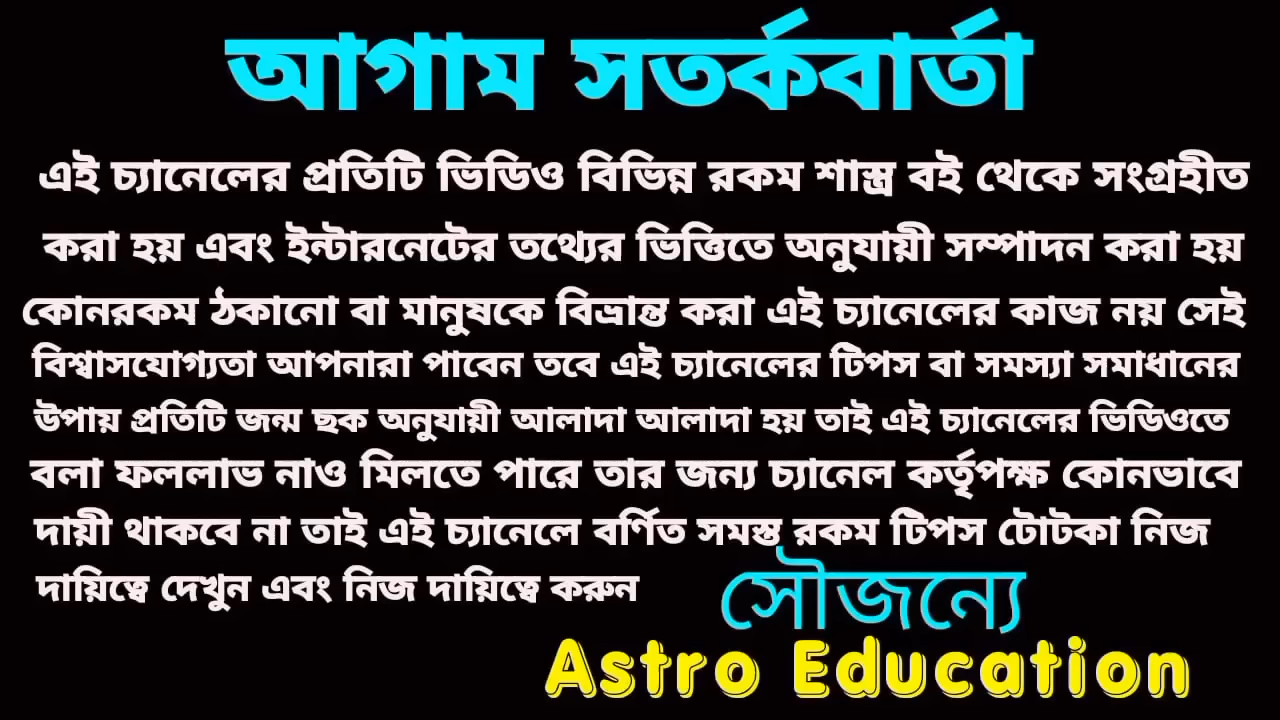 আগাম সতর্কবার্তা
এই চ্যানেলের প্রতিটি ভিডিও বিভিন্ন রকম শাস্ত্র বই থেকে সংগ্রহীত
করা হয় এবং ইন্টারনেটের তথ্যের ভিত্তিতে অনুযায়ী সম্পাদন করা হয়
কোনরকম ঠকানো বা মানুষকে বিভ্রান্ত করা এই চ্যানেলের কাজ নয় সেই
বিশ্বাসযোগ্যতা আপনারা পাবেন তবে এই চ্যানেলের টিপস বা সমস্যা সমাধানের
উপায় প্রতিটি জন্ম ছক অনুযায়ী আলাদা আলাদা হয় তাই এই চ্যানেলের ভিডিওতে
বলা ফললাভ নাও মিলতে পারে তার জন্য চ্যানেল কর্তৃপক্ষ কোনভাবে
দায়ী থাকবে না তাই এই চ্যানেলে বর্ণিত সমস্ত রকম টিপস টোটকা নিজ
দায়িত্বে দেখুন এবং নিজ দায়িত্বে করুন
সৌজন্যে
Astro Education